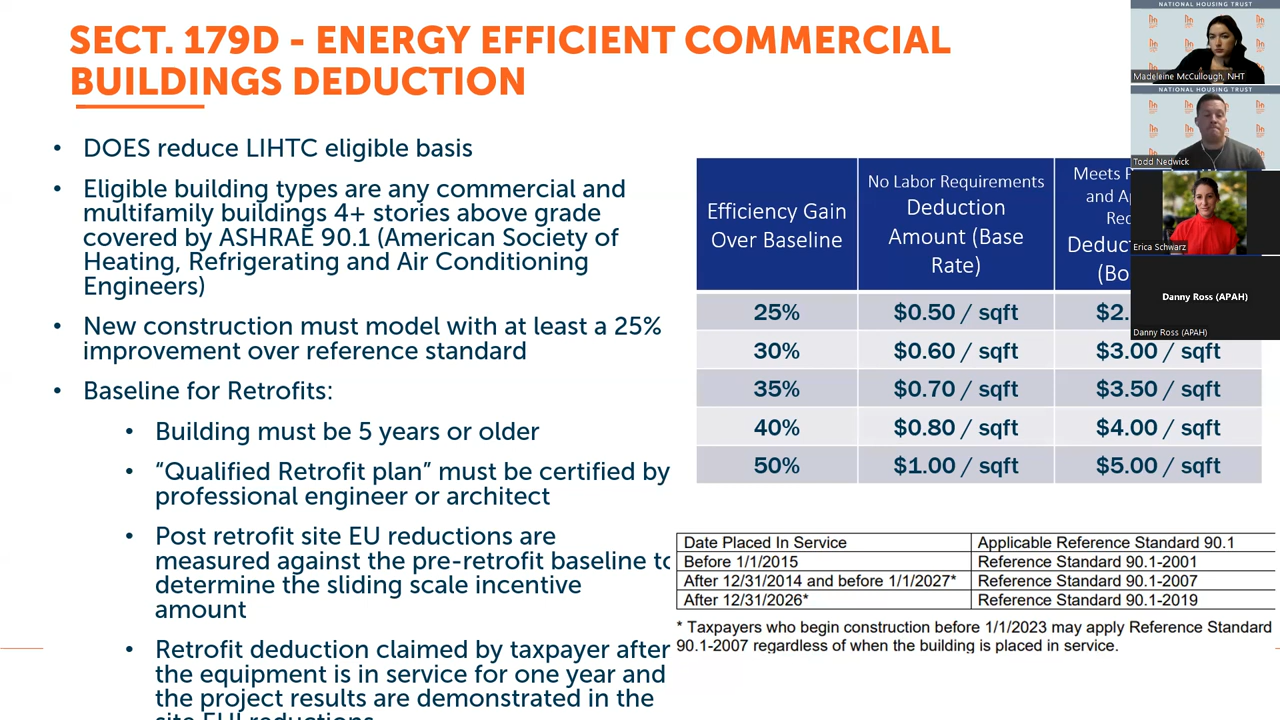 SECT. 179D - ENERGY EFFICIENT COMMERCIAL
BUILDINGS DEDUCTION
• DOES reduce LIHTC eligible basis
• Eligible building types are any commercial and
multifamily buildings 4+ stories above grade
covered by ASHRAE 90.1 (American Society of
Heating, Refrigerating and Air Conditioning
Engineers)
• New construction must model with at least a 25%
improvement over reference standard
• Baseline for Retrofits:
• Building must be 5 years or older
• “Qualified Retrofit plan” must be certified by
professional engineer or architect
• Post retrofit site EU reductions are
measured against the pre-retrofit baseline to
determine the sliding scale incentive
amount
• Retrofit deduction claimed by taxpayer after
the equipment is in service for one year and
the project results are demonstrated in the
site EUI reductions
Efficiency Gain
Over Baseline
No Labor Requirements
Deduction
Amount (Base
Rate)
Meets
and
25% $0.50 / sqft $2.
30% $0.60 / sqft $3.00 / sqft
35% $0.70 / sqft $3.50 / sqft
40% $0.80 / sqft $4.00 / sqft
50% $1.00 / sqft $5.00 / sqft
Date Placed In Service Applicable Reference Standard 90.1
Before 1/1/2015 Reference Standard 90.1-2001
After 12/31/2014 and before 1/1/2027* Reference Standard 90.1-2007
After 12/31/2026* Reference Standard 90.1-2019
* Taxpayers who begin construction before 1/1/2023 may apply Reference Standard
90.1-2007 regardless of when the building is placed in service.
NATIONAL HOUSING TRUST
Madeleine McCullough, NHT
NATIONAL HOUSING TRUST
Todd Nedwick
Erica Schwarz
Danny Ross (APAH)
Danny Ross (APAH)